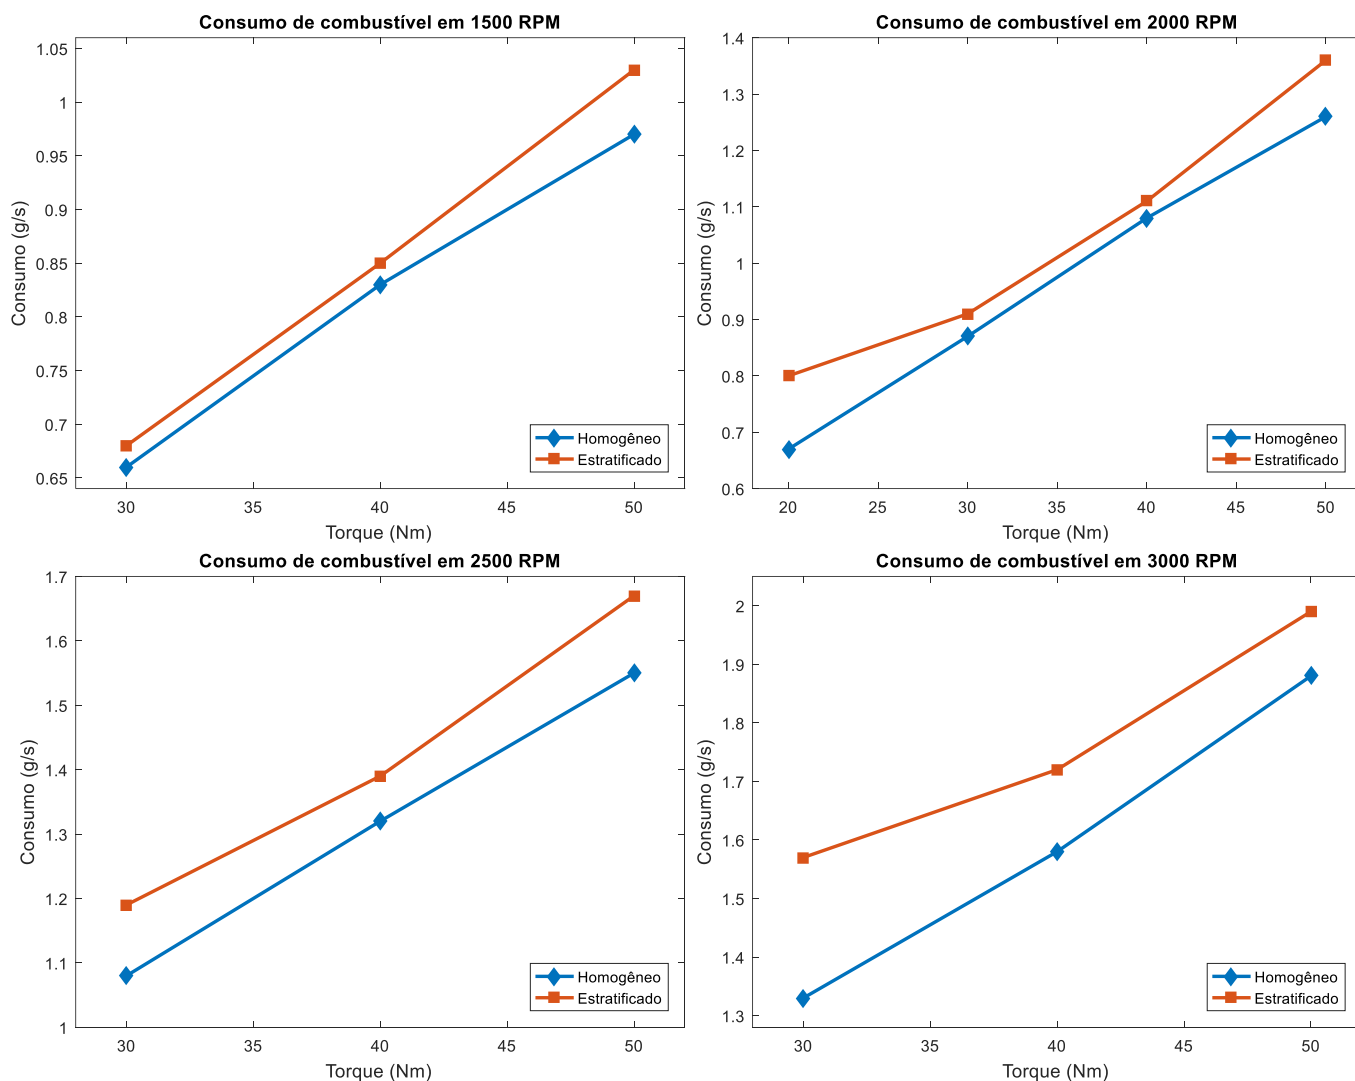 Consumo de combustível em 1500 RPM
1.05
1
0.95
0.9
0.85
0.8
0.75
0.7
0.65
Consumo (g/s)
30
35
40
45
50
Torque (Nm)
Homogêneo
Estratificado
Consumo de combustível em 2000 RPM
1.4
1.3
1.2
1.1
1
0.9
0.8
0.7
0.6
Consumo (g/s)
20
25
30
35
40
45
50
Torque (Nm)
Homogêneo
Estratificado
Consumo de combustível em 2500 RPM
1.7
1.6
1.5
1.4
1.3
1.2
1.1
1
Consumo (g/s)
30
35
40
45
50
Torque (Nm)
Homogêneo
Estratificado
Consumo de combustível em 3000 RPM
2
1.9
1.8
1.7
1.6
1.5
1.4
1.3
Consumo (g/s)
30
35
40
45
50
Torque (Nm)
Homogêneo
Estratificado